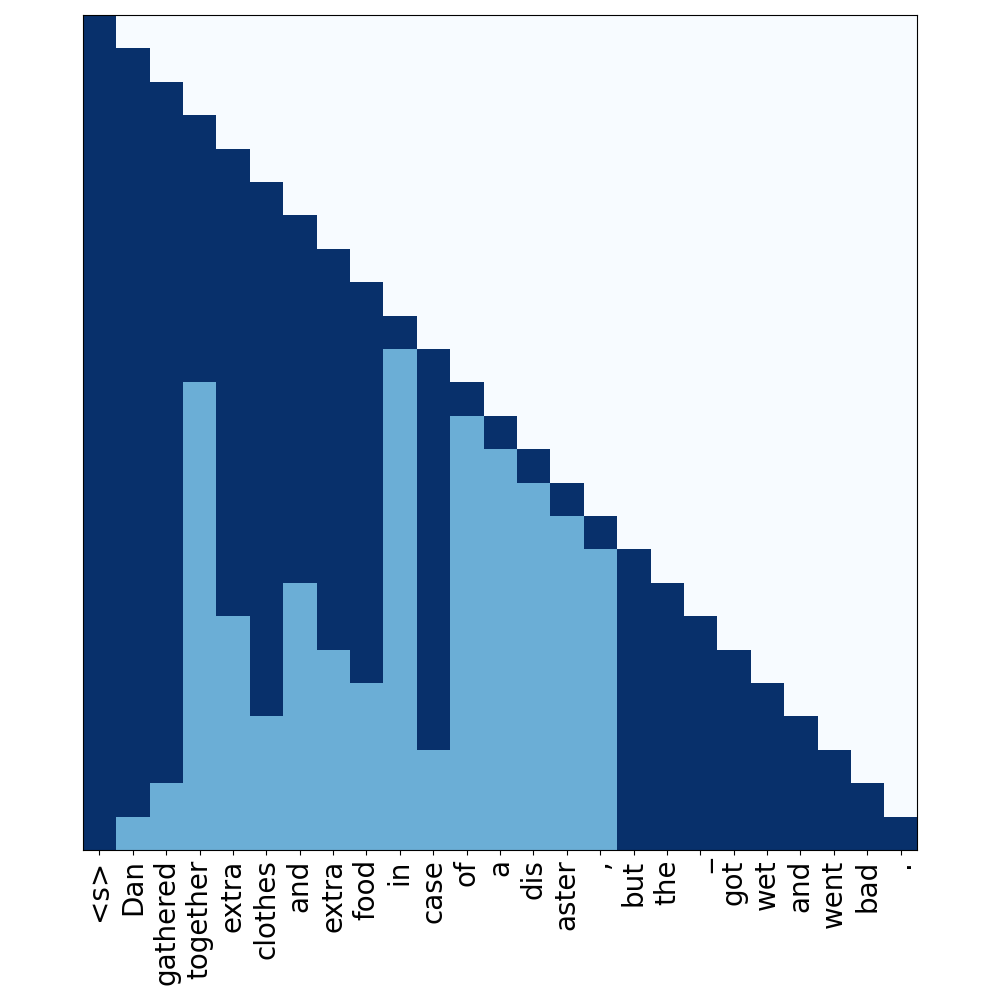 <s> Dan gathered together extra clothes and extra food in case of a dis aster , but the _ got wet and went bad .